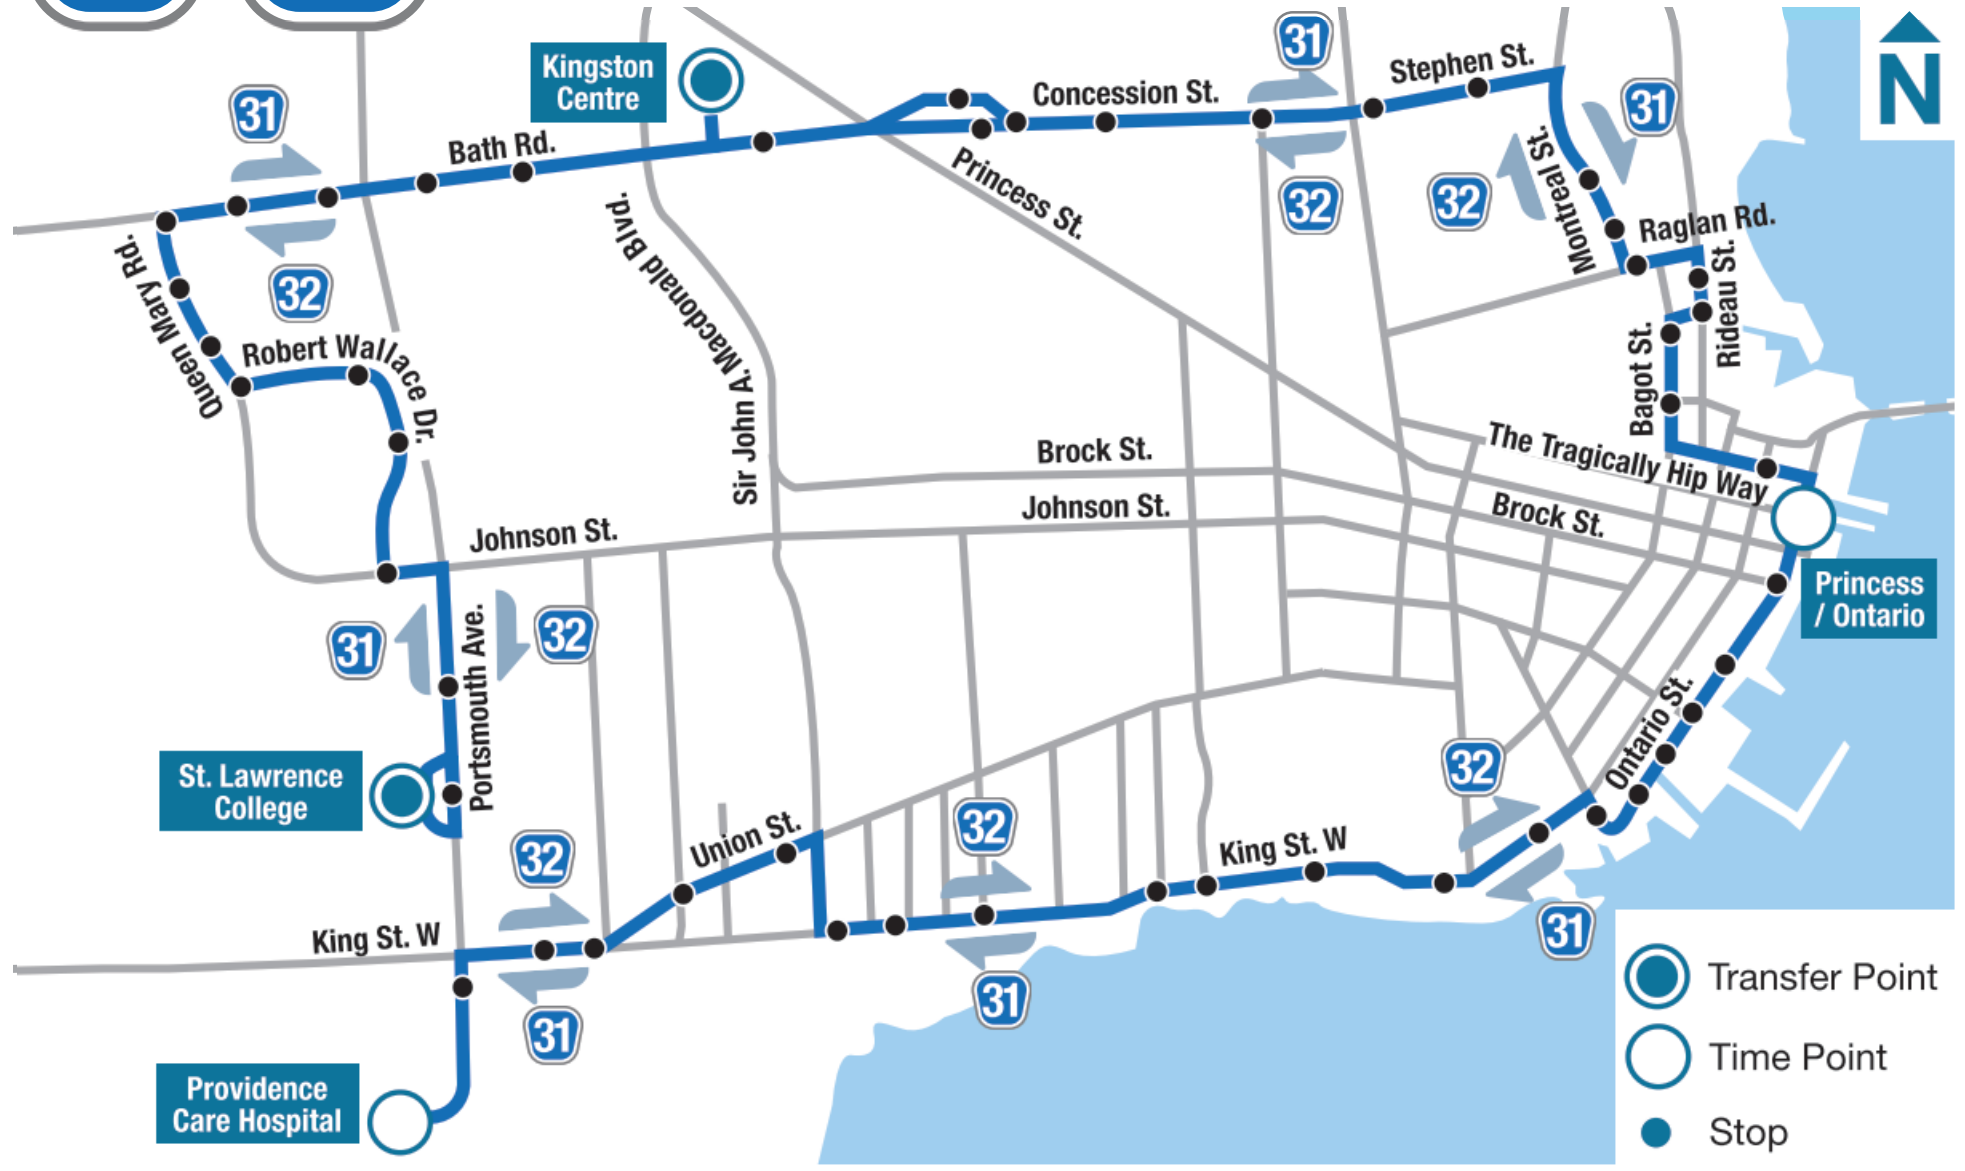 31
Stephen St.
Kingston
Centre
Concession St.
N
31
31
Bath Rd.
32
32
Montreal St.
Princess St.
Raglan Rd.
Sir John A. Macdonald Blvd.
Queen Mary Rd.
32
Rideau St.
Robert Wallace Dr.
Bagot St.
Brock St.
The Tragically Hip Way
Johnson St.
Brock St.
Johnson St.
Princess
/ Ontario
31
32
Portsmouth Ave.
Ontario St.
St. Lawrence
College
32
32
32
Union St.
King St. W
King St. W
31
31
31
Transfer Point
Time Point
Providence
Care Hospital
Stop